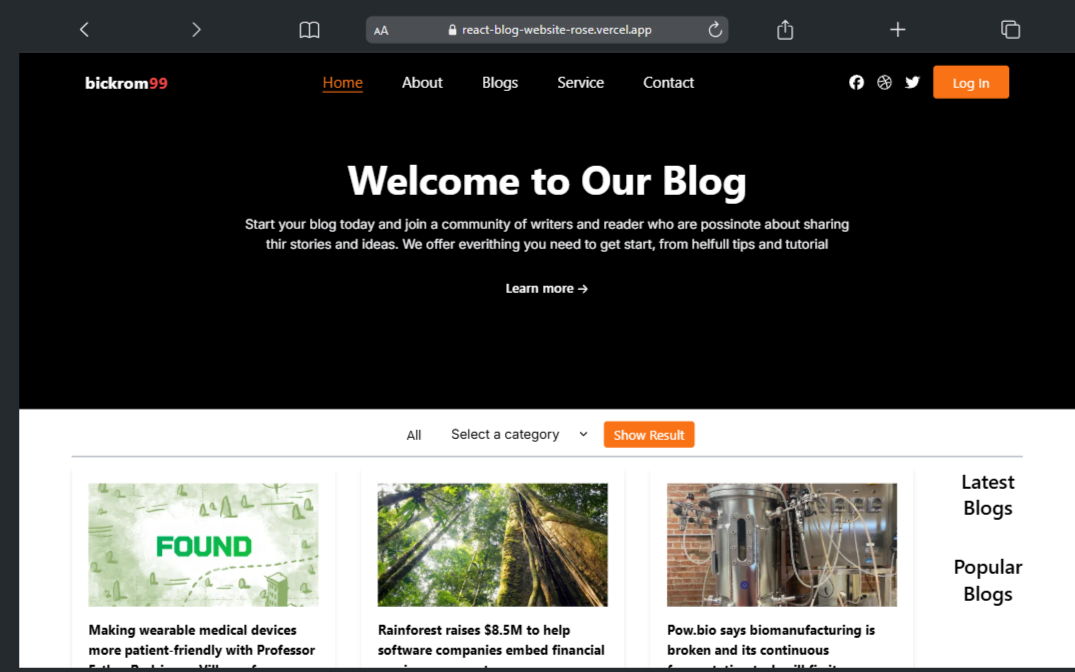 AA react-blog-website-rose.vercel.app
bickrom99 Home About Blogs Service Contact Log In
Welcome to Our Blog
Start your blog today and join a community of writers and reader who are possinote about sharing
thir stories and ideas. We offer everithing you need to get start, from helfull tips and tutorial
Learn more →
All Select a category Show Result
FOUND
Making wearable medical devices
more patient-friendly with Professor
Rainforest raises $8.5M to help
software companies embed financial
Pow.bio says biomanufacturing is
broken and its continuous
Latest
Blogs
Popular
Blogs